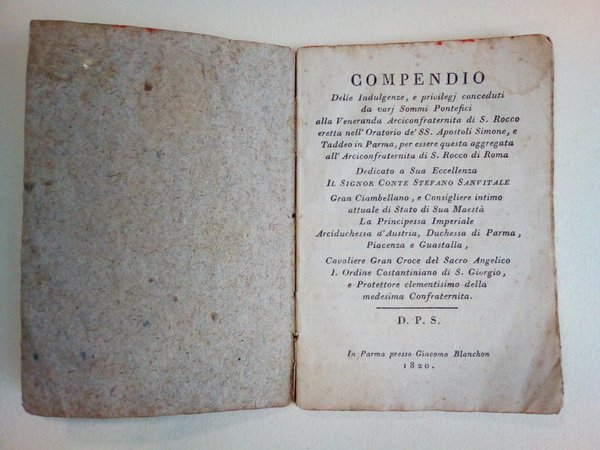 COMPENDIO
Delle Indulgenze, e privilegj conceduti
da varj Sommi Pontefici
alla Veneranda Arciconfraternita di S. Rocco
eretta nell'Oratorio de' SS. Apostoli Simone, e
Taddeo in Parma, per essere questa aggregata
all'Arciconfraternita di S. Rocco di Roma
Dedicato a Sua Eccellenza
IL SIGNOR CONTE STEFANO SANVITALE
Gran Ciambellano, e Consigliere intimo
attuale di Stato di Sua Maestà
La Principessa Imperiale
Arciduchessa d'Austria, Duchessa di Parma,
Piacenza e Guastalla,
Cavaliere Gran Croce del Sacro Angelico
I. Ordine Costantiniano di S. Giorgio,
e Protettore clementisimo della
medesima Confraternita.
D. P. S.
In Parma presso Giacomo Blanchon
1820.